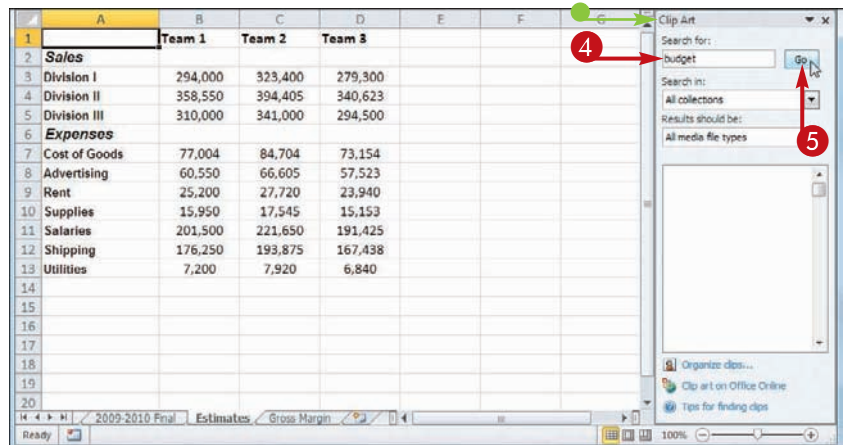 A B C D E F G
1 Team 1 Team 2 Team 3
2 Sales
3 Division I 294,000 323,400 279,300
4 Division II 358,550 394,405 340,623
5 Division III 310,000 341,000 294,500
6 Expenses
7 Cost of Goods 77,004 84,704 73,154
8 Advertising 60,550 66,605 57,523
9 Rent 25,200 27,720 23,940
10 Supplies 15,950 17,545 15,153
11 Salaries 201,500 221,650 191,425
12 Shipping 176,250 193,875 167,438
13 Utilities 7,200 7,920 6,840
14
15
16
17
18
19
20
2009-2010 Final Estimates Gross Margin
Ready 100%
Clip Art
Search for:
4
budget Go
Search in:
All collections
Results should be:
All media file types
5
Organize clips...
Clip art on Office Online
Tips for finding clips